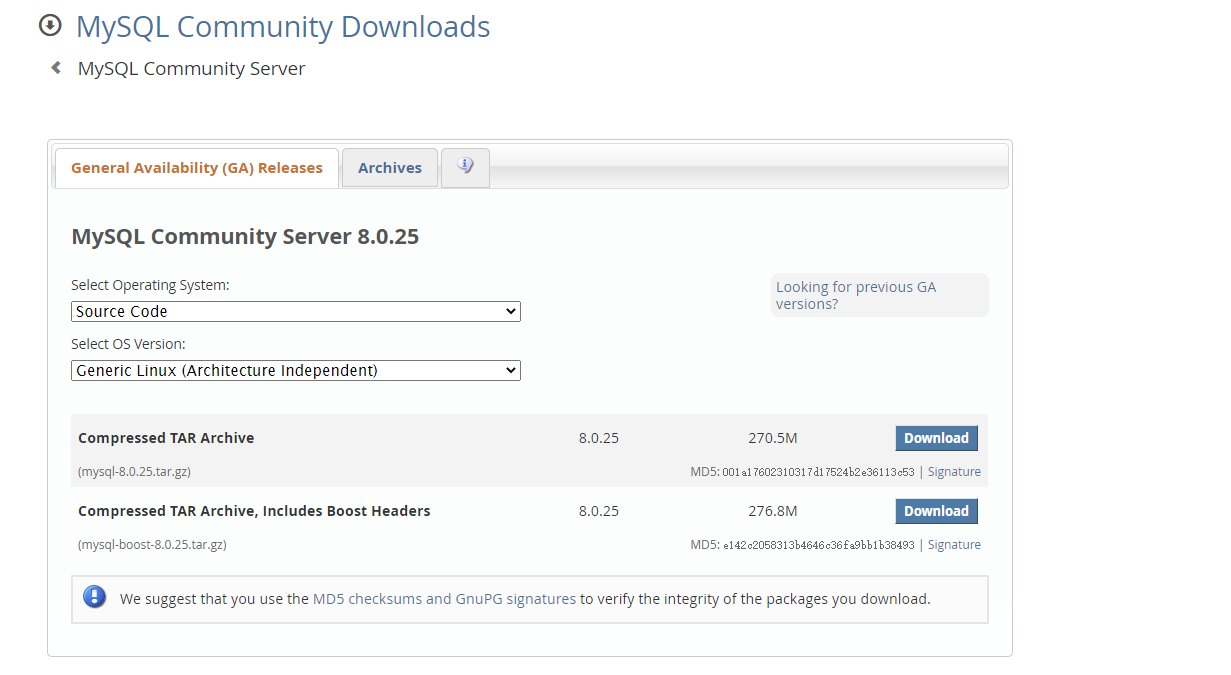 MySQL Community Downloads
MySQL Community Server
General Availability (GA) Releases
Archives
MySQL Community Server 8.0.25
Select Operating System:
Source Code
Looking for previous GA
versions?
Select OS Version:
Generic Linux (Architecture Independent)
Compressed TAR Archive 8.0.25 270.5M Download
(mysql-8.0.25.tar.gz) MD5: 001a17602310317d17524b2e36113c53 | Signature
Compressed TAR Archive, Includes Boost Headers 8.0.25 276.8M Download
(mysql-boost-8.0.25.tar.gz) MD5: e142c2058313b4646c36fa9bb1b38493 | Signature
We suggest that you use the MD5 checksums and GnuPG signatures to verify the integrity of the packages you download.